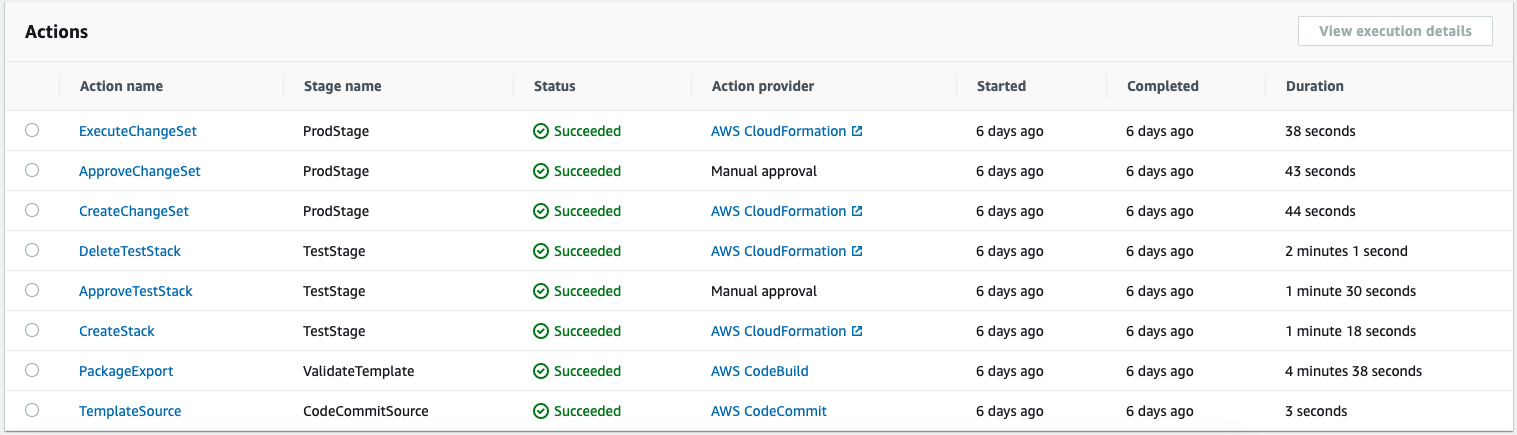 Actions
View execution details
Action name Stage name Status Action provider Started Completed Duration
ExecuteChangeSet ProdStage Succeeded AWS CloudFormation 6 days ago 6 days ago 38 seconds
ApproveChangeSet ProdStage Succeeded Manual approval 6 days ago 6 days ago 43 seconds
CreateChangeSet ProdStage Succeeded AWS CloudFormation 6 days ago 6 days ago 44 seconds
DeleteTestStack TestStage Succeeded AWS CloudFormation 6 days ago 6 days ago 2 minutes 1 second
ApproveTestStack TestStage Succeeded Manual approval 6 days ago 6 days ago 1 minute 30 seconds
CreateStack TestStage Succeeded AWS CloudFormation 6 days ago 6 days ago 1 minute 18 seconds
PackageExport ValidateTemplate Succeeded AWS CodeBuild 6 days ago 6 days ago 4 minutes 38 seconds
TemplateSource CodeCommitSource Succeeded AWS CodeCommit 6 days ago 6 days ago 3 seconds